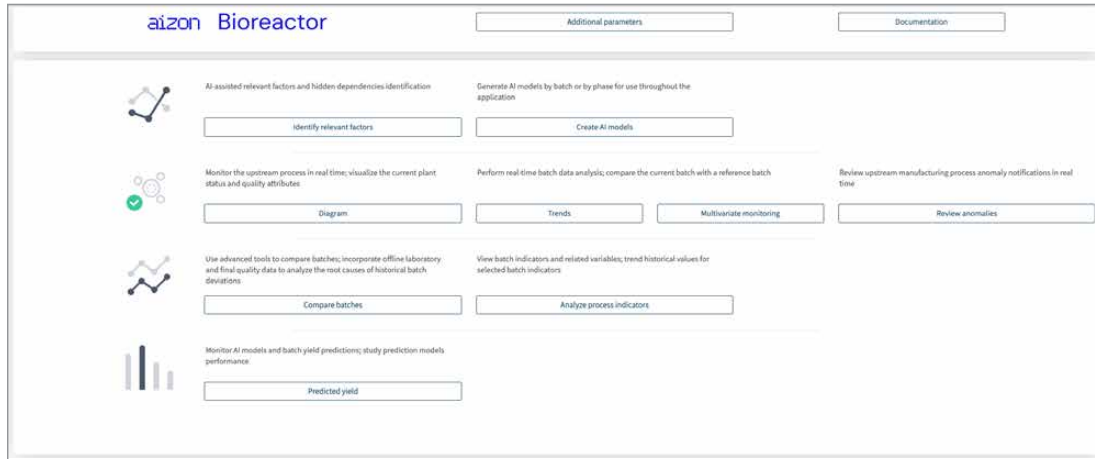 aizon Bioreactor
Additional parameters
Documentation
AI-assisted relevant factors and hidden dependencies identification
Identify relevant factors
Generate AI models by batch or by phase for use throughout the
application
Create AI models
Monitor the upstream process in real time; visualize the current plant
status and quality attributes
Diagram
Perform real time batch data analysis; compare the current batch with a reference batch
Trends
Multivariate monitoring
Review upstream manufacturing process anomaly notifications in real
time
Review anomalies
Use advanced tools to compare batches; incorporate offline laboratory
and final quality data to analyze the root causes of historical batch
deviations
Compare batches
View batch indicators and related variables; trend historical values for
selected batch indicators
Analyze process indicators
Monitor AI models and batch yield predictions; study prediction models
performance
Predicted yield